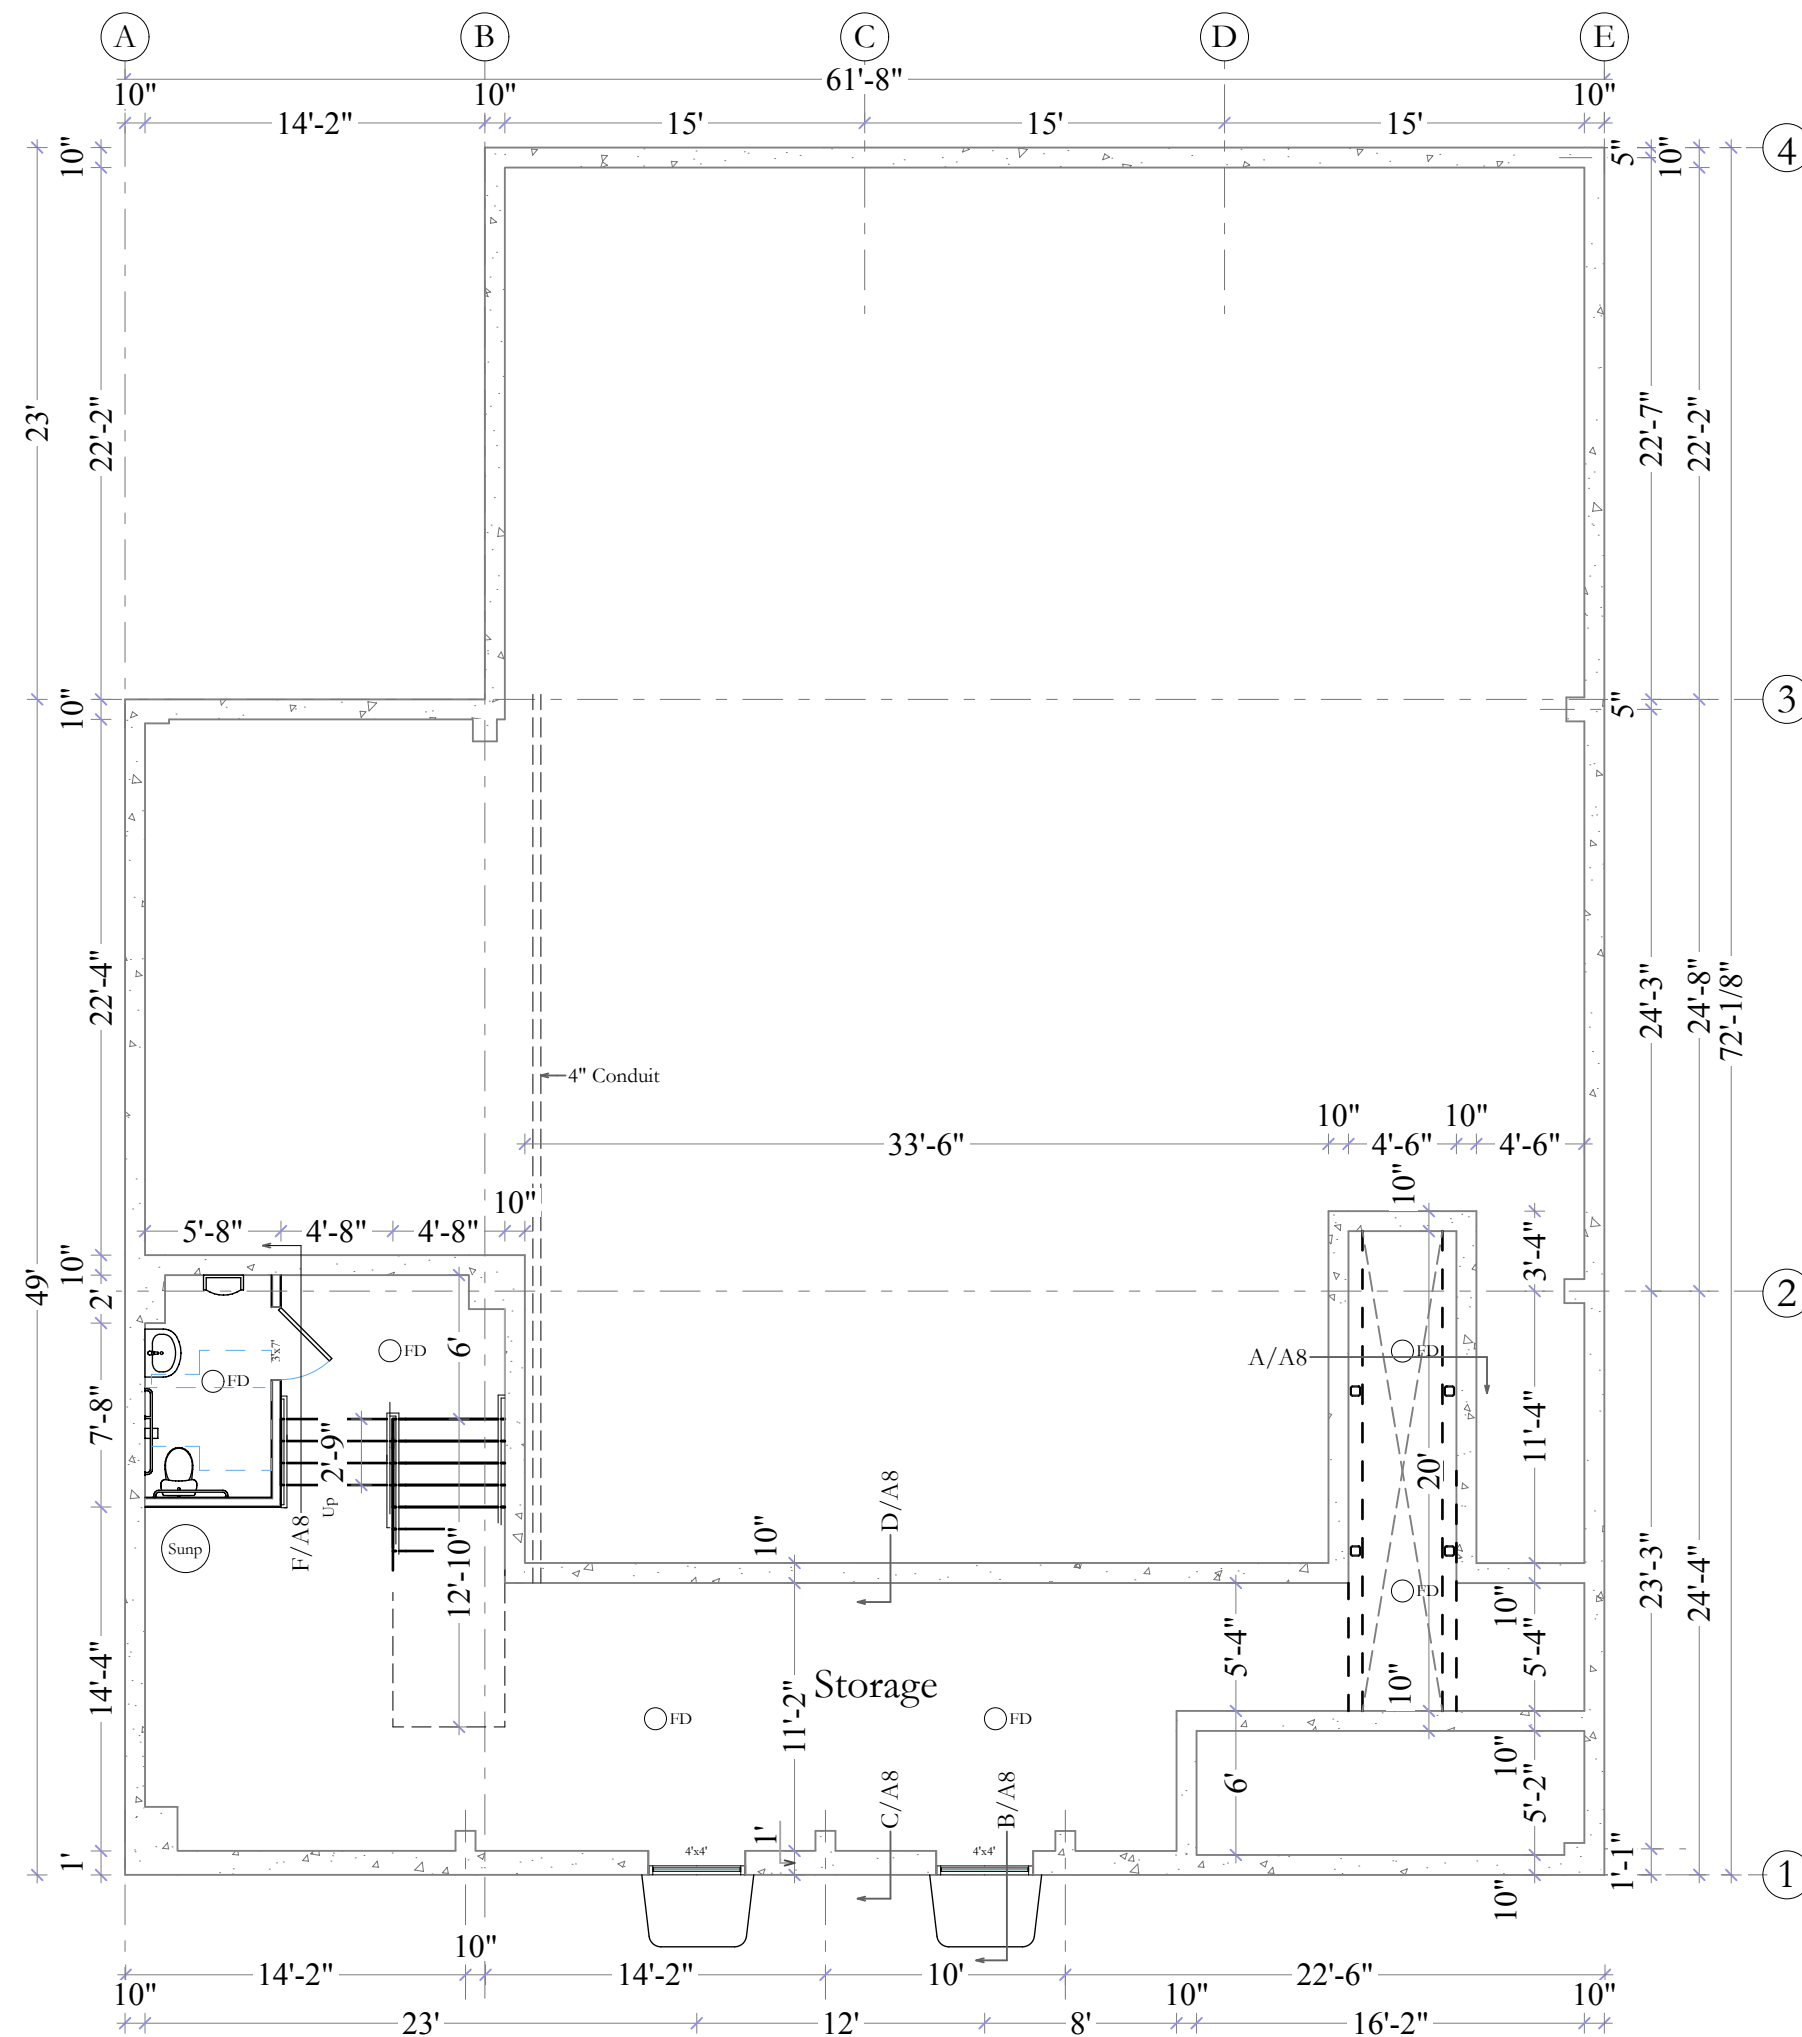 A B C D E
61'-8"
10" 10" 10"
14'-2" 15' 15' 15'
10" 5" 10" 4
23' 22'-2" 22'-7" 22'-2"
10" 5" 3
22'-4" 24'-3" 24'-8" 72'-1/8"
4" Conduit
10" 10"
33'-6" 4'-6" 4'-6"
10"
10"
5'-8" 4'-8" 4'-8"
3'-4"
49' 10" 2' 2
6'
3'x7' FD FD
A/A8
FD
7'-8" 2'-9" 11'-4"
20'
Up
D/A8
F/A8
Sunp
10"
12'-10"
23'-3" 24'-4"
FD
10"
14'-4" 5'-4" 5'-4"
Storage
10"
11'-2"
FD FD
10"
6' 5'-2"
C/A8 B/A8
1' 1' 4'x4' 4'x4' 1'-1" 1
10"
10"
14'-2" 14'-2" 10' 22'-6"
10" 10" 10"
23' 12' 8' 16'-2"